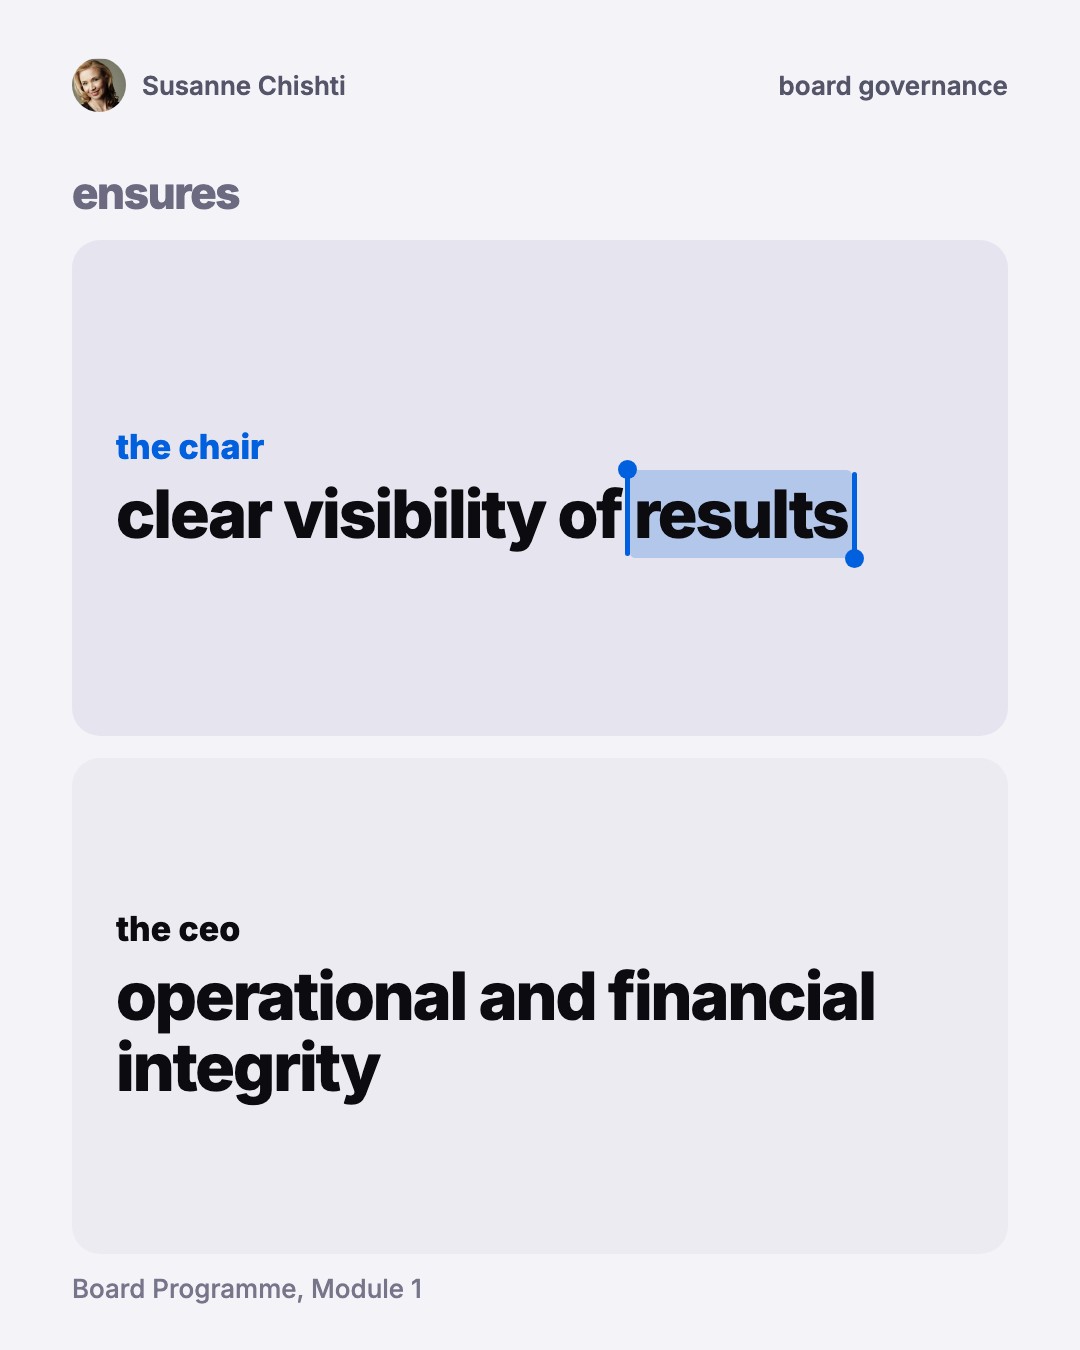 Susanne Chishti
board governance
ensures
the chair
clear visibility of results
the ceo
operational and financial
integrity
Board Programme, Module 1